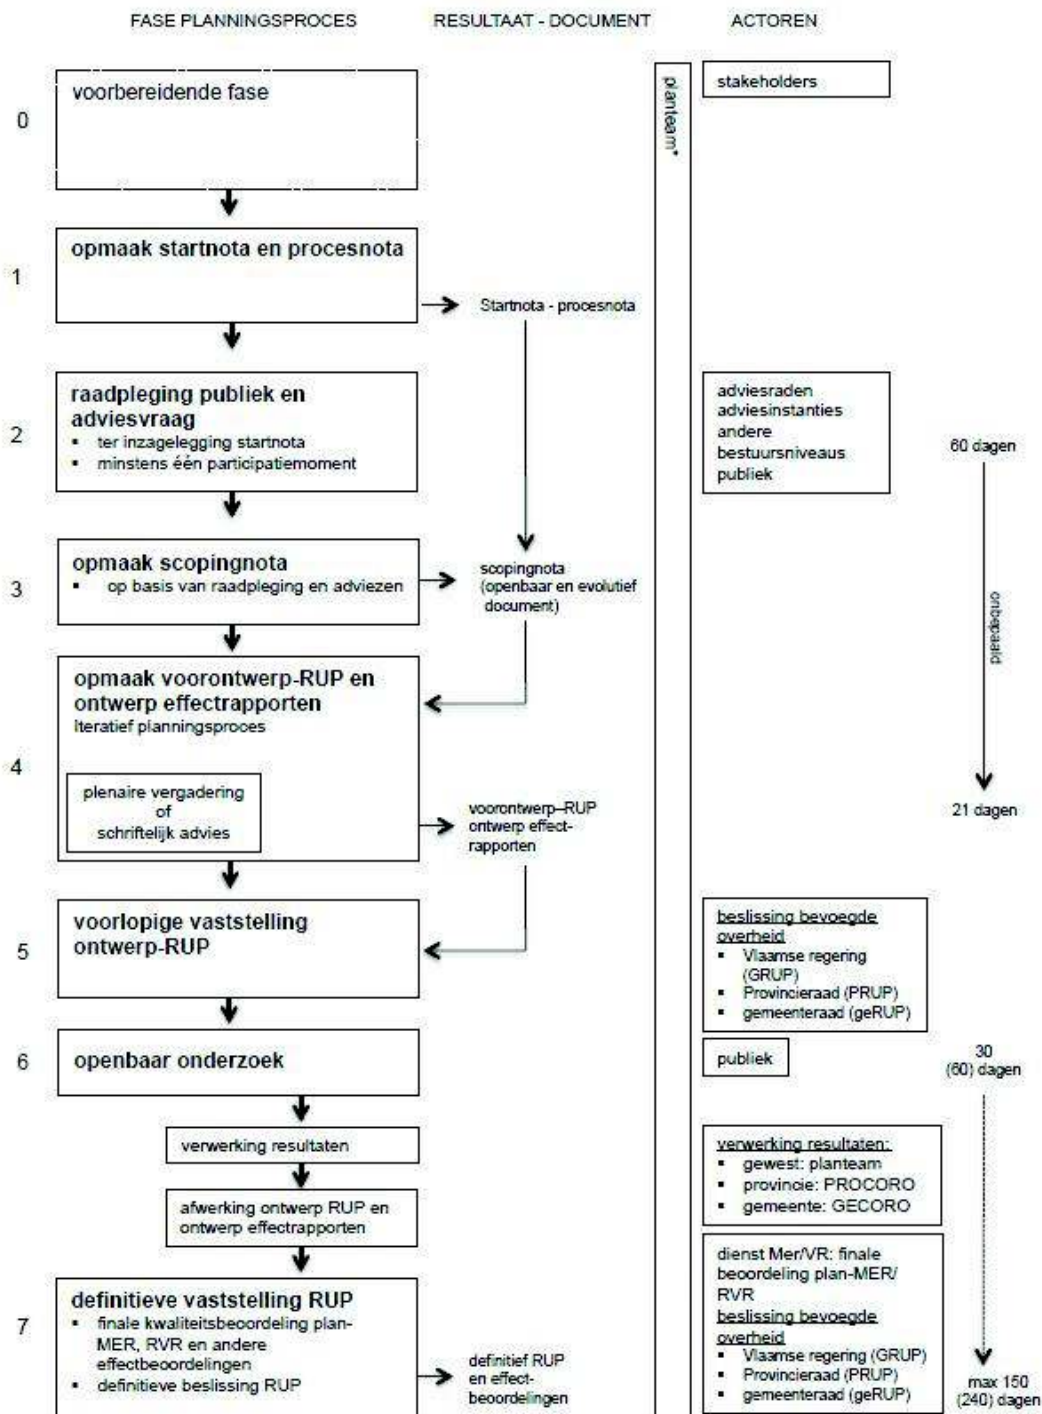 FASE PLANNINGSPROCES
RESULTAAT - DOCUMENT
ACTOREN
planteam*
0
voorbereidende fase
stakeholders
1
opmaak startnota en procesnota
Startnota - procesnota
2
raadpleging publiek en
adviesvraag
▪ ter inzagelegging startnota
▪ minstens één participatiemoment
adviesraden
adviesinstanties
andere
bestuursniveaus
publiek
60 dagen
3
opmaak scopingnota
▪ op basis van raadpleging en adviezen
scopingnota
(openbaar en evolutief
document)
onbepaald
4
opmaak voorontwerp-RUP en
ontwerp effectrapporten
Iteratief planningsproces
plenaire vergadering
of
schriftelijk advies
voorontwerp–RUP
ontwerp effect-
rapporten
21 dagen
5
voorlopige vaststelling
ontwerp-RUP
beslissing bevoegde
overheid
▪ Vlaamse regering
(GRUP)
▪ Provincieraad (PRUP)
▪ gemeenteraad (geRUP)
6
openbaar onderzoek
publiek
30
(60) dagen
verwerking resultaten
verwerking resultaten:
▪ gewest: planteam
▪ provincie: PROCORO
▪ gemeente: GECORO
afwerking ontwerp RUP en
ontwerp effectrapporten
7
definitieve vaststelling RUP
▪ finale kwaliteitsbeoordeling plan-
MER, RVR en andere
effectbeoordelingen
▪ definitieve beslissing RUP
definitief RUP
en effect-
beoordelingen
dienst Mer/VR: finale
beoordeling plan-MER/
RVR
beslissing bevoegde
overheid
▪ Vlaamse regering (GRUP)
▪ Provincieraad (PRUP)
▪ gemeenteraad (geRUP)
max 150
(240) dagen